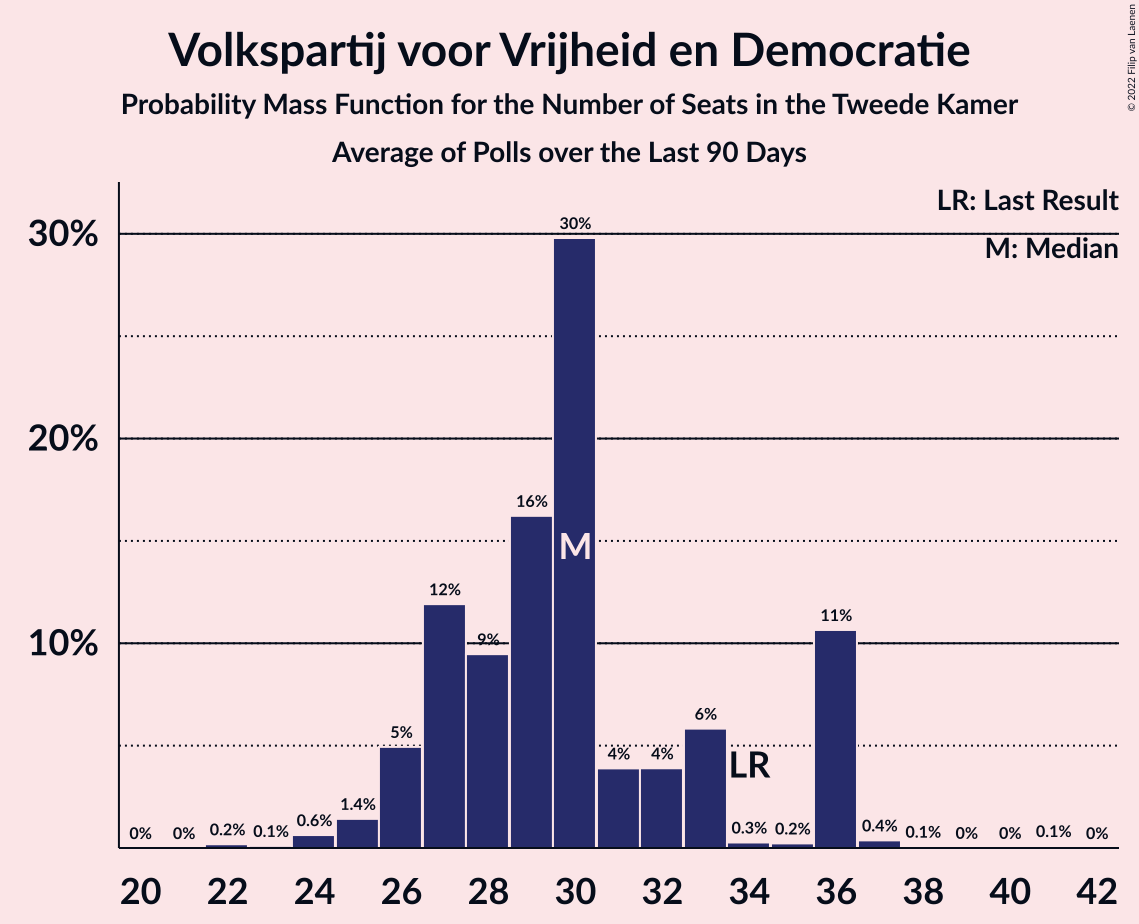 Volkspartij voor Vrijheid en Democratie
Probability Mass Function for the Number of Seats in the Tweede Kamer
Average of Polls over the Last 90 Days
© 2022 Filip van Laenen
LR: Last Result
M: Median
30%
20%
10%
0%
0%
0.2%
0.1%
0.6%
1.4%
5%
12%
9%
16%
30%
M
4%
4%
6%
LR
0.3%
0.2%
11%
0.4%
0.1%
0%
0%
0.1%
0%
20 22 24 26 28 30 32 34 36 38 40 42